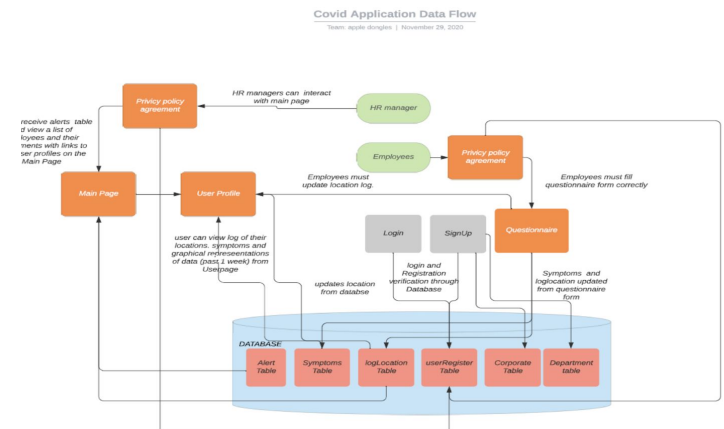 Covid Application Data Flow
Team: apple dongles | November 29, 2020
Privicy policy
agreement
HR managers can interact
with main page
HR manager
receive alerts table
d view a list of
loyees and their
ments with links to
ser profiles on the
Main Page
Employees
Privicy policy
agreement
Employees must
update location log.
Employees must fill
questionnaire form correctly
Main Page
User Profile
user can view log of their
locations. symptoms and
graphical representations
of data (past 1 week) from
Userpage
Login
SignUp
Questionnaire
updates location
from databse
login and
Registration
verification through
Database
Symptoms and
loglocation updated
from questionnaire
form
DATABASE
Alert
Table
Symptoms
Table
logLocation
Table
userRegister
Table
Corporate
Table
Department
table